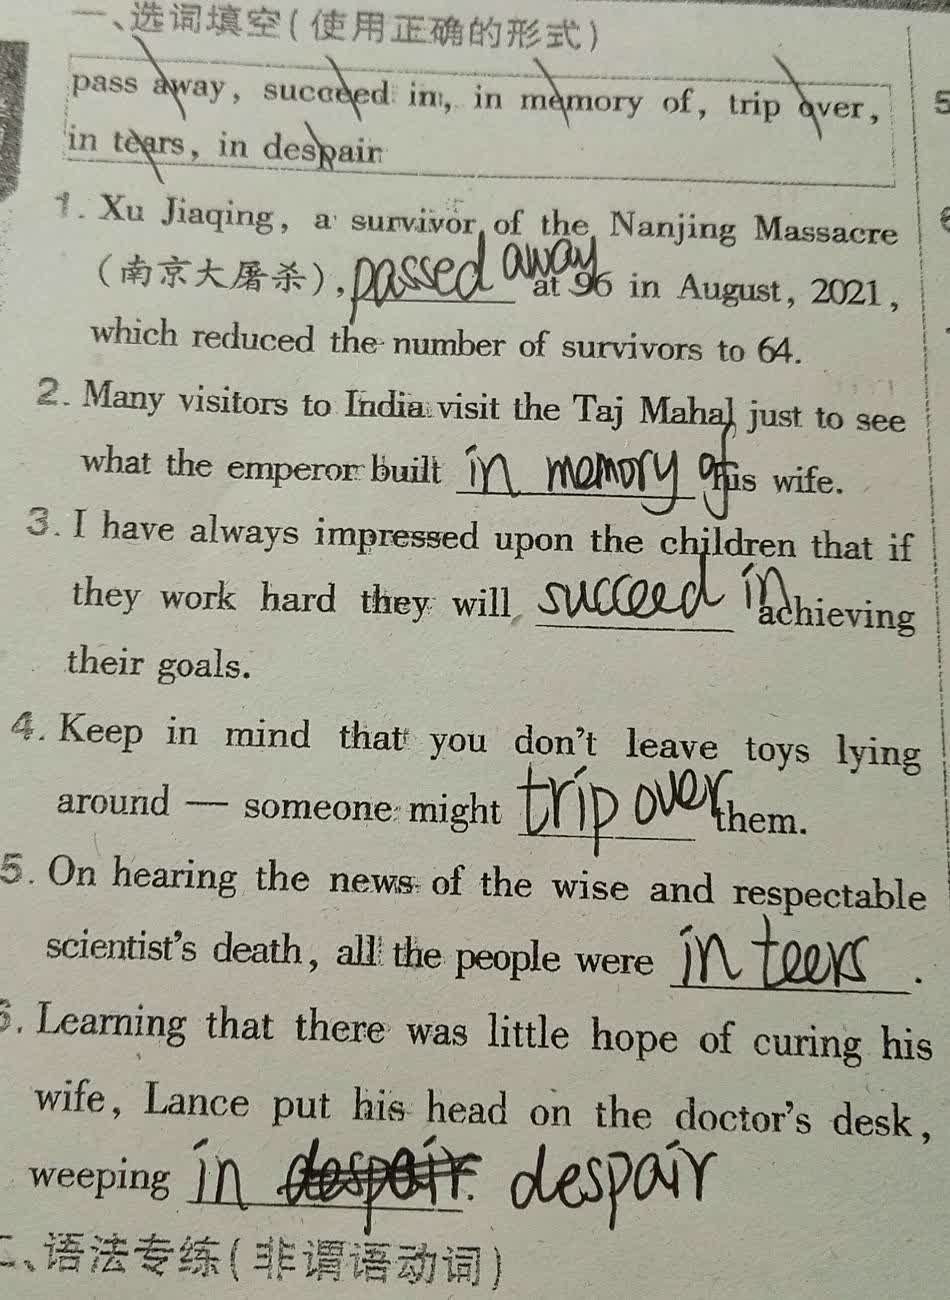 一、选词填空(使用正确的形式)
pass away, succeed in, in memory of, trip over,
in tears, in despair
1. Xu Jiaqing, a survivor of the Nanjing Massacre
(南京大屠杀), passed away at 96 in August, 2021,
which reduced the number of survivors to 64.
2. Many visitors to India visit the Taj Mahal just to see
what the emperor built in memory of his wife.
3. I have always impressed upon the children that if
they work hard they will succeed in achieving
their goals.
4. Keep in mind that you don't leave toys lying
around — someone might trip over them.
5. On hearing the news of the wise and respectable
scientist's death, all the people were in teers.
6. Learning that there was little hope of curing his
wife, Lance put his head on the doctor's desk,
weeping in despair. despair
二、语法专练(非谓语动词)
5